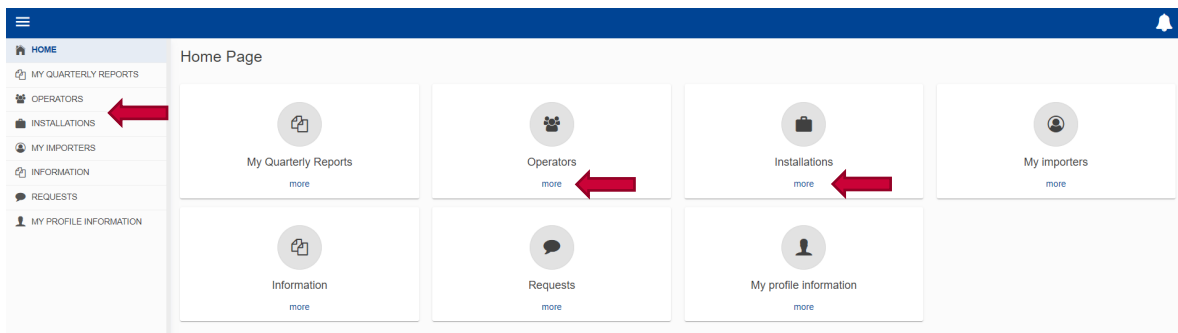 HOME
MY QUARTERLY REPORTS
OPERATORS
INSTALLATIONS
MY IMPORTERS
INFORMATION
REQUESTS
MY PROFILE INFORMATION
Home Page
My Quarterly Reports
more
Operators
more
Installations
more
My importers
more
Information
more
Requests
more
My profile information
more